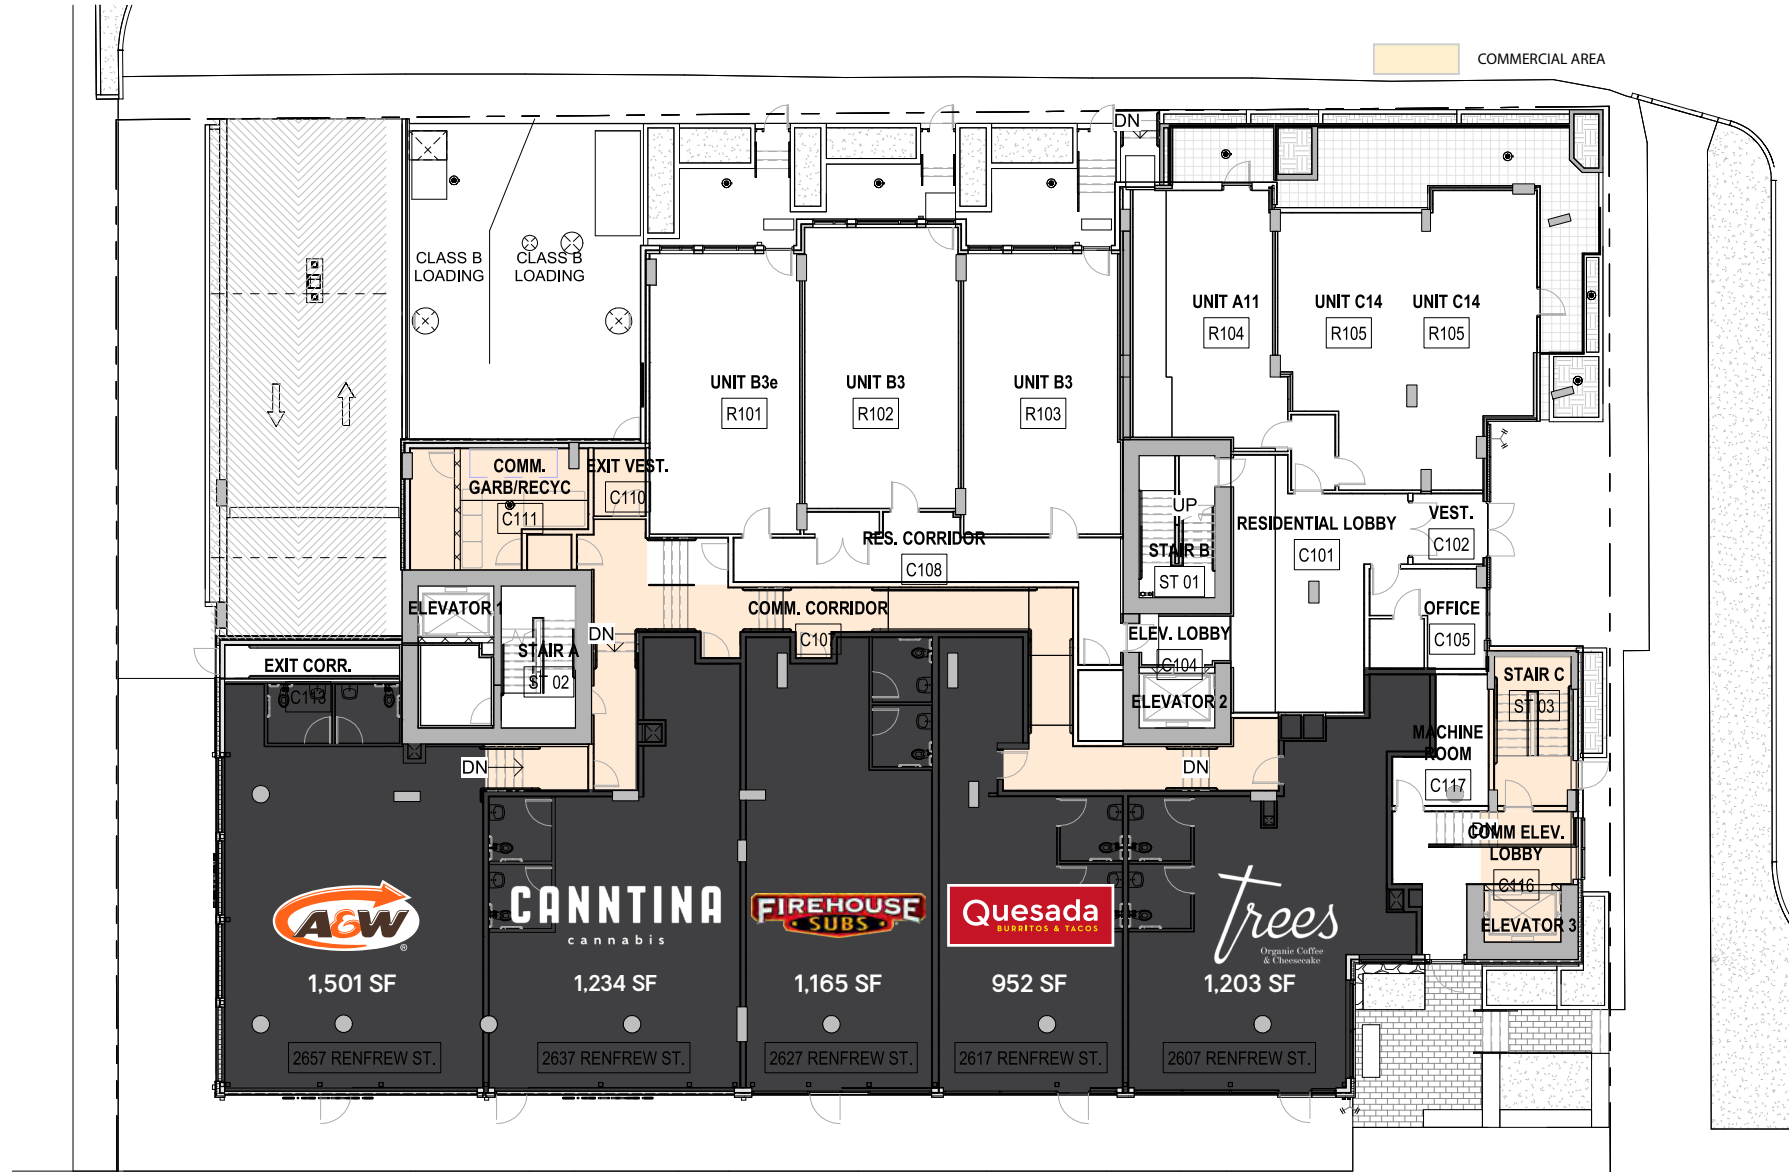 COMMERCIAL AREA
DN
CLASS B
LOADING
CLASS B
LOADING
UNIT A11
R104
UNIT C14
R105
UNIT C14
R105
UNIT B3e
R101
UNIT B3
R102
UNIT B3
R103
COMM.
GARB/RECYC
C111
EXIT VEST.
C110
UP
STAIR B
ST 01
RESIDENTIAL LOBBY
C101
VEST.
C102
RES. CORRIDOR
C108
ELEVATOR 1
COMM. CORRIDOR
C107
OFFICE
C105
DN
ELEV. LOBBY
C104
STAIR A
ST 02
EXIT CORR.
C113
STAIR C
ST 03
ELEVATOR 2
MACHINE
ROOM
C117
DN
DN
DN
COMM ELEV.
LOBBY
C116
ELEVATOR 3
A&W
®
1,501 SF
2657 RENFREW ST.
CANNTINA
cannabis
1,234 SF
2637 RENFREW ST.
FIREHOUSE
SUBS
1,165 SF
2627 RENFREW ST.
Quesada
BURRITOS & TACOS
952 SF
2617 RENFREW ST.
Trees
Organic Coffee
& Cheesecake
1,203 SF
2607 RENFREW ST.